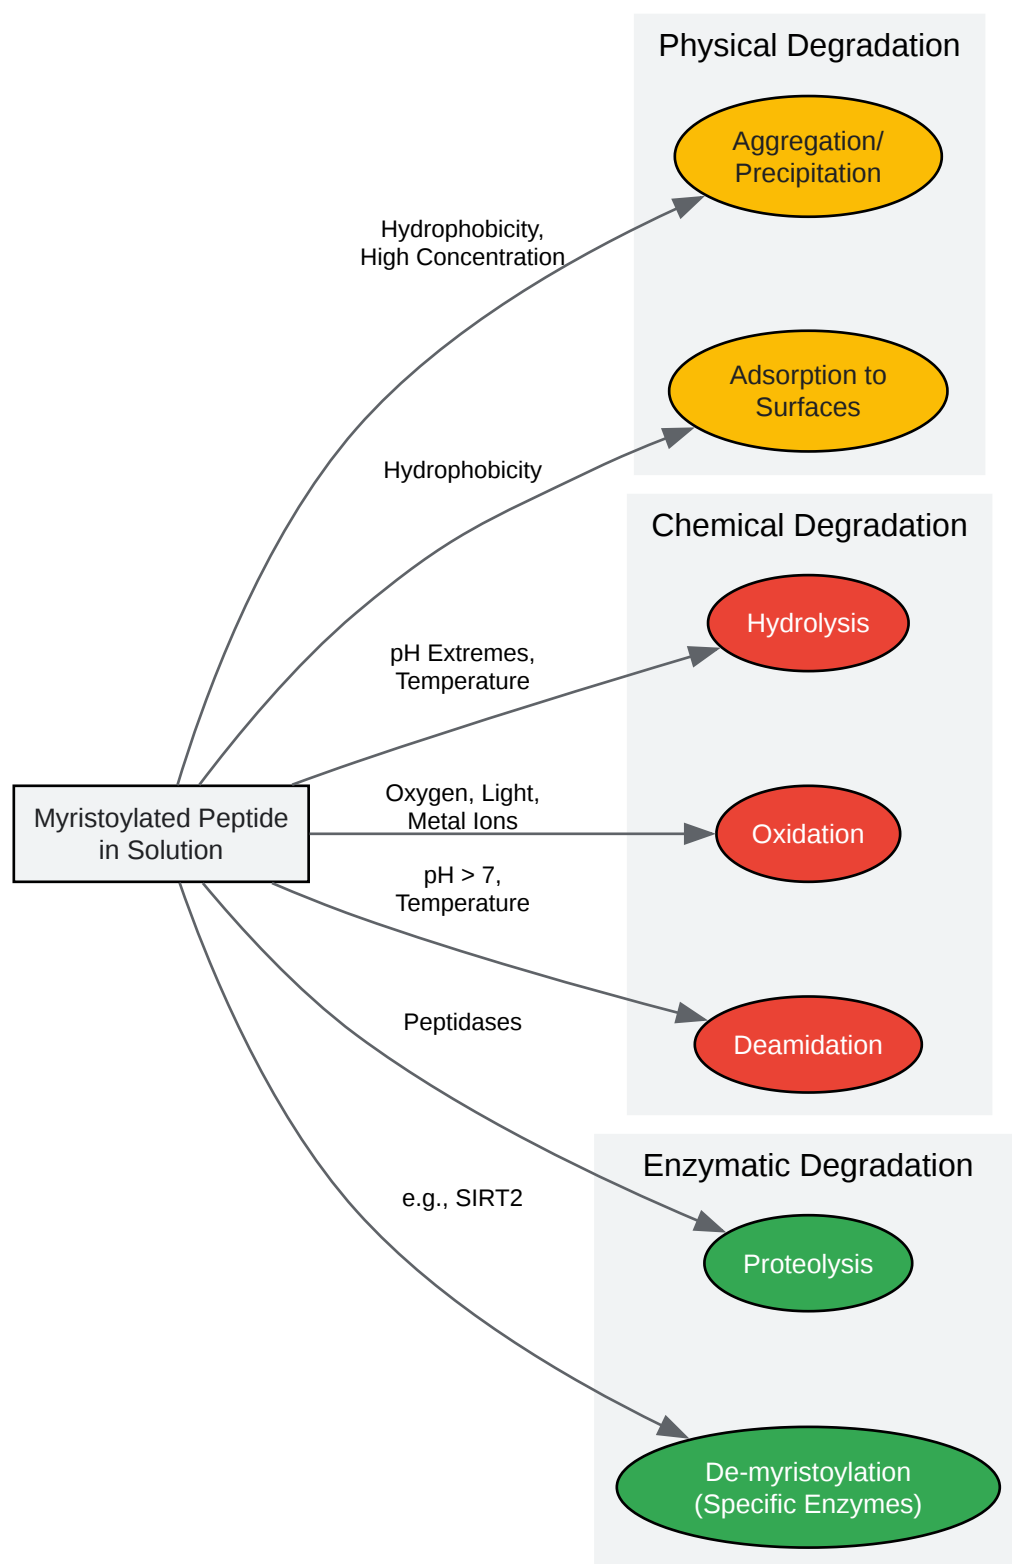 Physical Degradation
Aggregation/
Precipitation
Hydrophobicity,
High Concentration
Adsorption to
Surfaces
Hydrophobicity
Chemical Degradation
Hydrolysis
pH Extremes,
Temperature
Myristoylated Peptide
in Solution
Oxygen, Light,
Metal Ions
Oxidation
pH > 7,
Temperature
Deamidation
Peptidases
Enzymatic Degradation
e.g., SIRT2
Proteolysis
De-myristoylation
(Specific Enzymes)